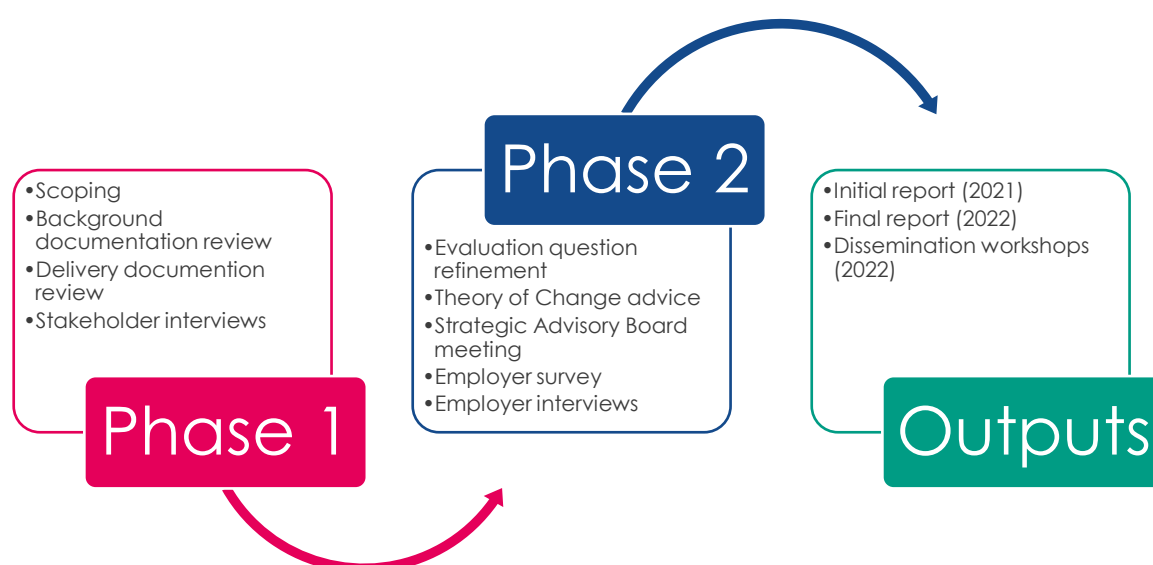 •Scoping
•Background
documentation review
•Delivery documention
review
•Stakeholder interviews
Phase 1
Phase 2
•Evaluation question
refinement
•Theory of Change advice
•Strategic Advisory Board
meeting
•Employer survey
•Employer interviews
•Initial report (2021)
•Final report (2022)
•Dissemination workshops
(2022)
Outputs